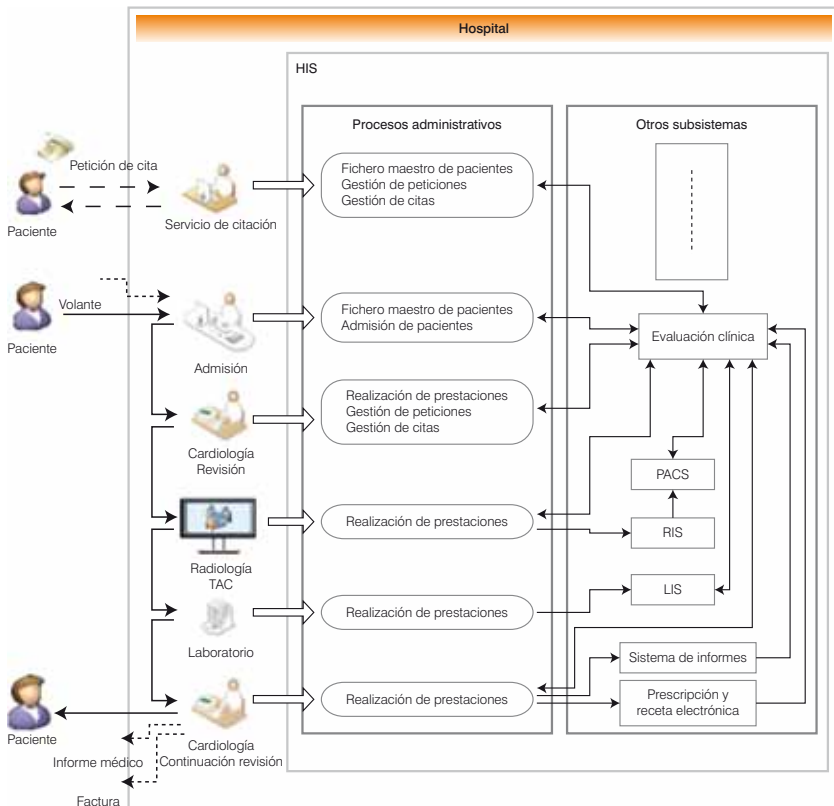 Hospital
HIS
Procesos administrativos
Otros subsistemas
Petición de cita
Paciente
Servicio de citación
Fichero maestro de pacientes
Gestión de peticiones
Gestión de citas
Volante
Paciente
Admisión
Fichero maestro de pacientes
Admisión de pacientes
Evaluación clínica
Cardiología
Revisión
Realización de prestaciones
Gestión de peticiones
Gestión de citas
PACS
Radiología
TAC
Realización de prestaciones
RIS
Laboratorio
Realización de prestaciones
LIS
Sistema de informes
Paciente
Cardiología
Continuación revisión
Realización de prestaciones
Prescripción y
receta electrónica
Informe médico
Factura